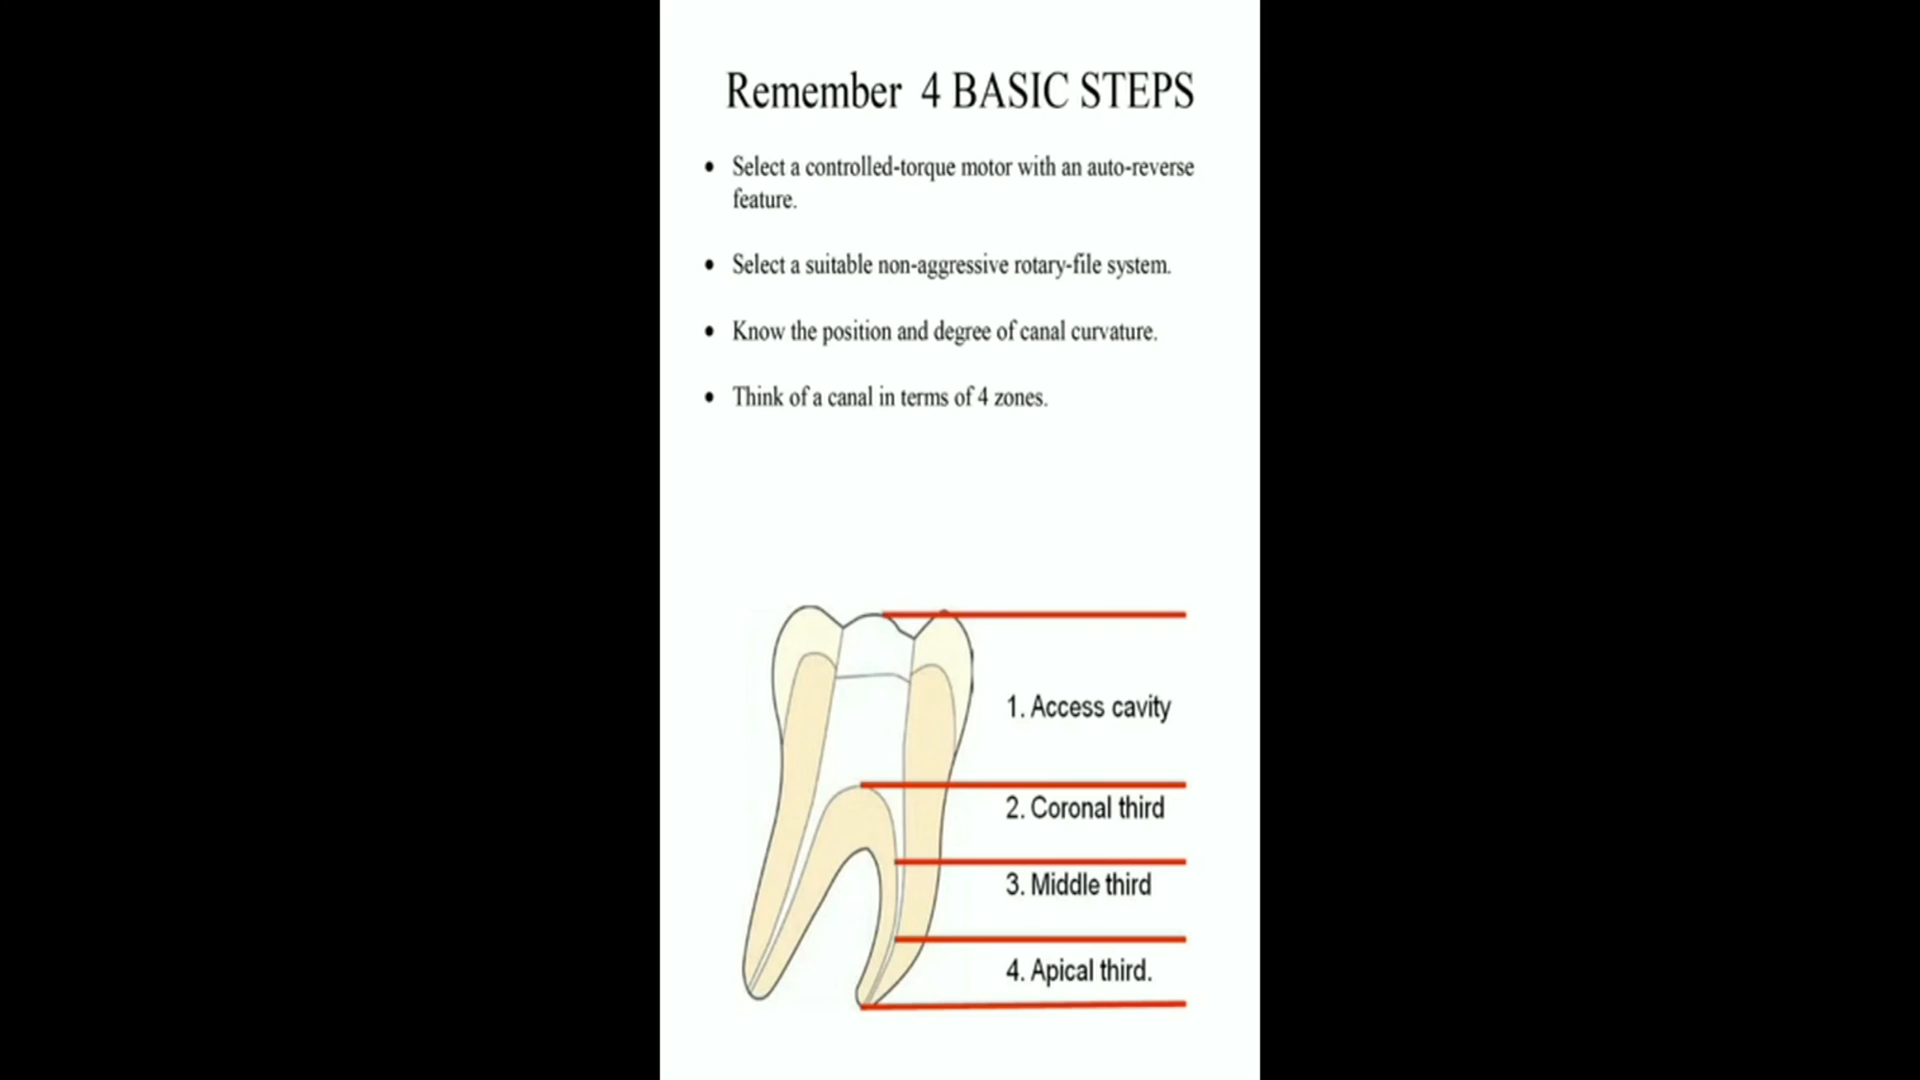 Remember 4 BASIC STEPS
• Select a controlled-torque motor with an auto-reverse
feature.
• Select a suitable non-aggressive rotary-file system.
• Know the position and degree of canal curvature.
• Think of a canal in terms of 4 zones.
1. Access cavity
2. Coronal third
3. Middle third
4. Apical third.